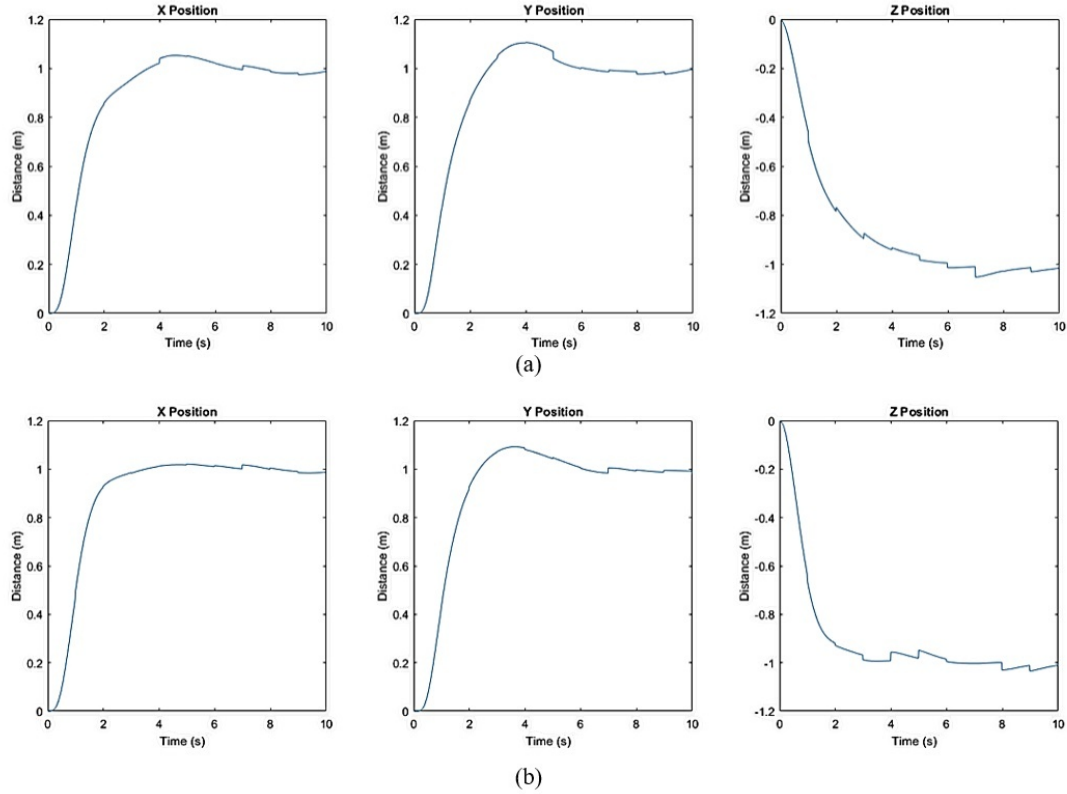 X Position
Y Position
Z Position
1.2
1
0.8
0.6
0.4
0.2
0
Distance (m)
0 2 4 6 8 10
Time (s)
1.2
1
0.8
0.6
0.4
0.2
0
Distance (m)
0 2 4 6 8 10
Time (s)
0
-0.2
-0.4
-0.6
-0.8
-1
-1.2
Distance (m)
0 2 4 6 8 10
Time (s)
(a)
X Position
Y Position
Z Position
1.2
1
0.8
0.6
0.4
0.2
0
Distance (m)
0 2 4 6 8 10
Time (s)
1.2
1
0.8
0.6
0.4
0.2
0
Distance (m)
0 2 4 6 8 10
Time (s)
0
-0.2
-0.4
-0.6
-0.8
-1
-1.2
Distance (m)
0 2 4 6 8 10
Time (s)
(b)